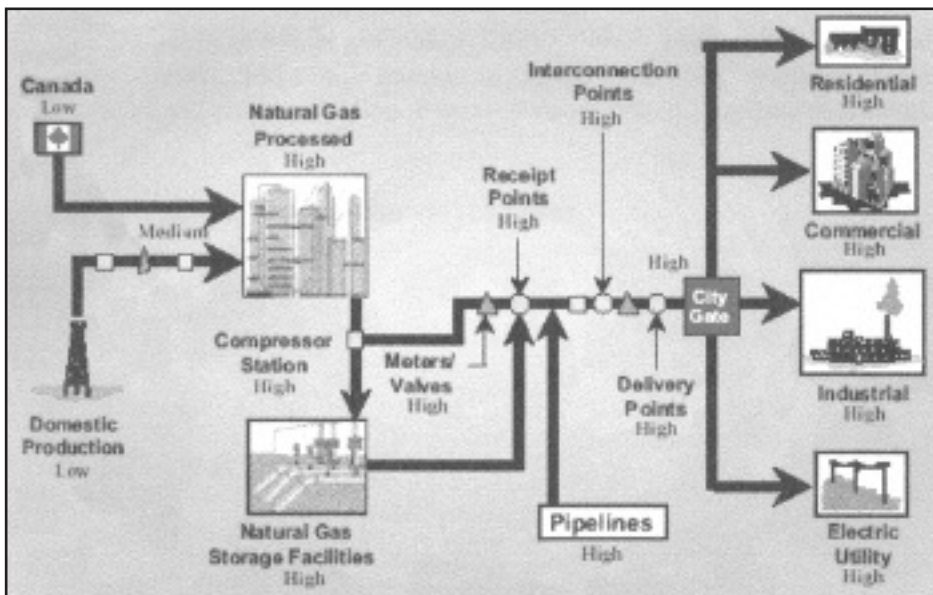 Canada
Low
Natural Gas
Processed
High
Interconnection
Points
High
Residential
High
Receipt
Points
High
Commercial
High
Medium
High
City
Gate
Compressor
Station
High
Meters/
Valves
High
Delivery
Points
High
Industrial
High
Domestic
Production
Low
Natural Gas
Storage Facilities
High
Pipelines
High
Electric
Utility
High